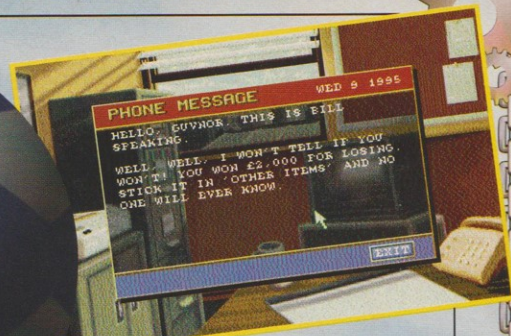 PHONE MESSAGE
WED 9 1995
HELLO, GUVNOR, THIS IS BILL
SPEAKING.
WELL, WELL, I WON'T TELL IF YOU
WON'T! YOU WON £2,000 FOR LOSING.
STICK IT IN 'OTHER ITEMS' AND NO
ONE WILL EVER KNOW.
EXIT